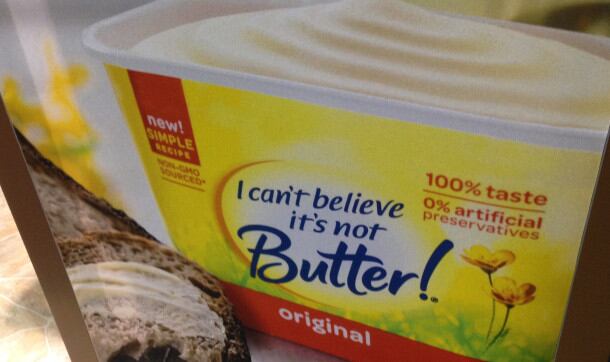 new!
SIMPLE
RECIPE
NON-GMO
SOURCED*
I can't believe
it's not
Butter!®
100% taste
0% artificial
preservatives
original